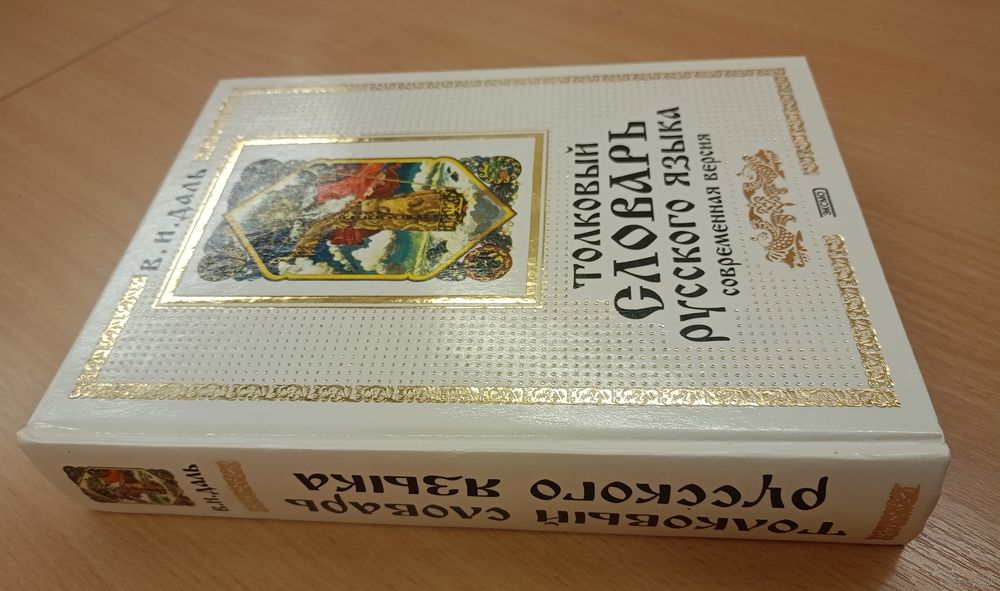 В. И. Даль
ТОЛКОВЫЙ
СЛОВАРЬ
РУССКОГО ЯЗЫКА
СОВРЕМЕННАЯ ВЕРСИЯ
ЭКСМО
В. И. Даль
ТОЛКОВЫЙ СЛОВАРЬ
РУССКОГО ЯЗЫКА